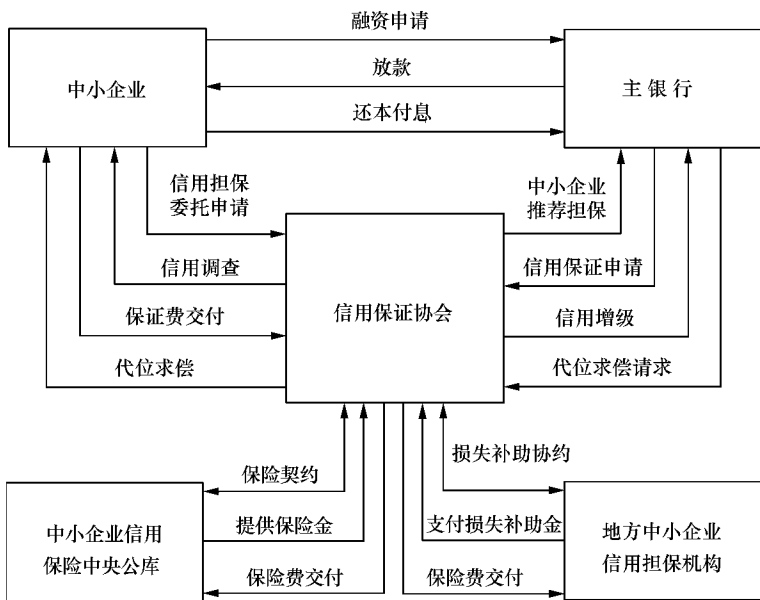 融资申请
中小企业
放款
主银行
还本付息
信用担保
委托申请
中小企业
推荐担保
信用调查
信用保证申请
信用保证协会
保证费交付
信用增级
代位求偿
代位求偿请求
损失补助协约
保险契约
中小企业信用
保险中央公库
提供保险金
支付损失补助金
地方中小企业
信用担保机构
保险费交付
保险费交付